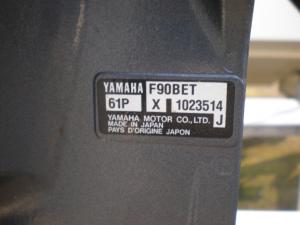 YAMAHA F90BET
61P X 1023514
YAMAHA MOTOR CO.,LTD. J
MADE IN JAPAN
PAYS D'ORIGINE JAPON